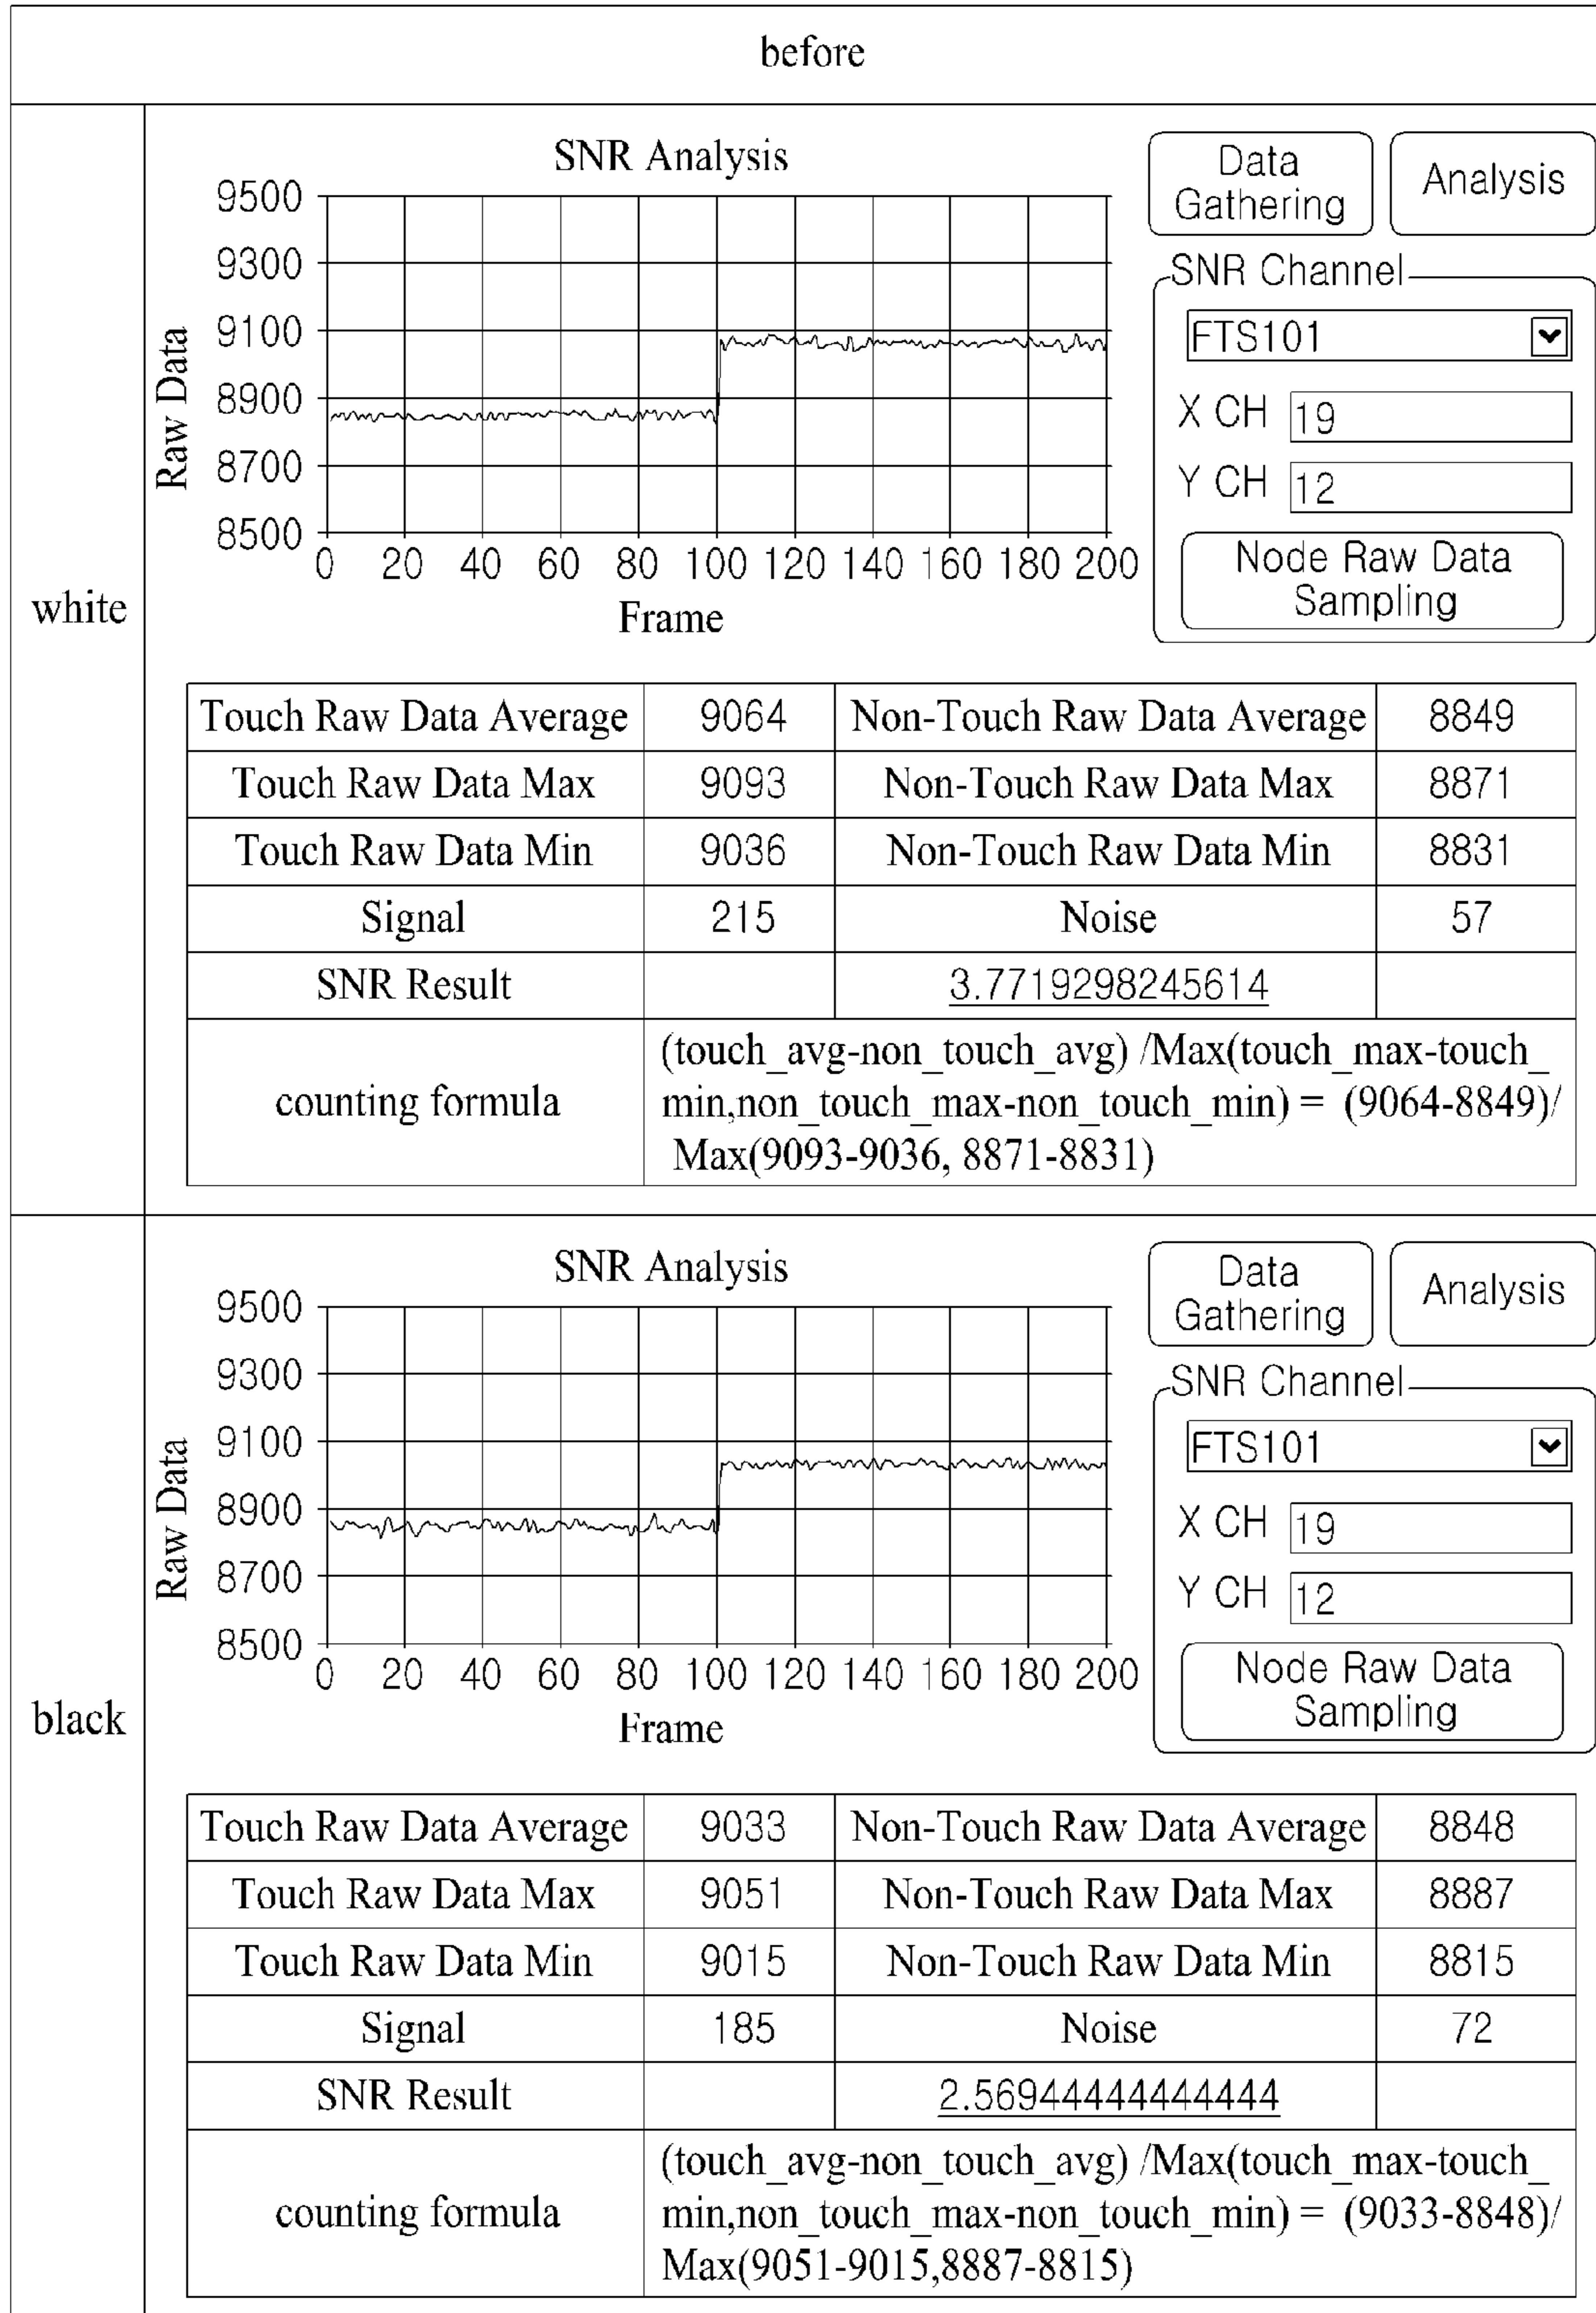 before
white
SNR Analysis
Raw Data
9500
9300
9100
8900
8700
8500
0 20 40 60 80 100 120 140 160 180 200
Frame
Data
Gathering
Analysis
SNR Channel
FTS101
X CH 19
Y CH 12
Node Raw Data
Sampling
Touch Raw Data Average 9064 Non-Touch Raw Data Average 8849
Touch Raw Data Max 9093 Non-Touch Raw Data Max 8871
Touch Raw Data Min 9036 Non-Touch Raw Data Min 8831
Signal 215 Noise 57
SNR Result 3.7719298245614
counting formula
(touch_avg-non_touch_avg) /Max(touch_max-touch_
min,non_touch_max-non_touch_min) = (9064-8849)/
Max(9093-9036, 8871-8831)
black
SNR Analysis
Raw Data
9500
9300
9100
8900
8700
8500
0 20 40 60 80 100 120 140 160 180 200
Frame
Data
Gathering
Analysis
SNR Channel
FTS101
X CH 19
Y CH 12
Node Raw Data
Sampling
Touch Raw Data Average 9033 Non-Touch Raw Data Average 8848
Touch Raw Data Max 9051 Non-Touch Raw Data Max 8887
Touch Raw Data Min 9015 Non-Touch Raw Data Min 8815
Signal 185 Noise 72
SNR Result 2.56944444444444
counting formula
(touch_avg-non_touch_avg) /Max(touch_max-touch_
min,non_touch_max-non_touch_min) = (9033-8848)/
Max(9051-9015,8887-8815)